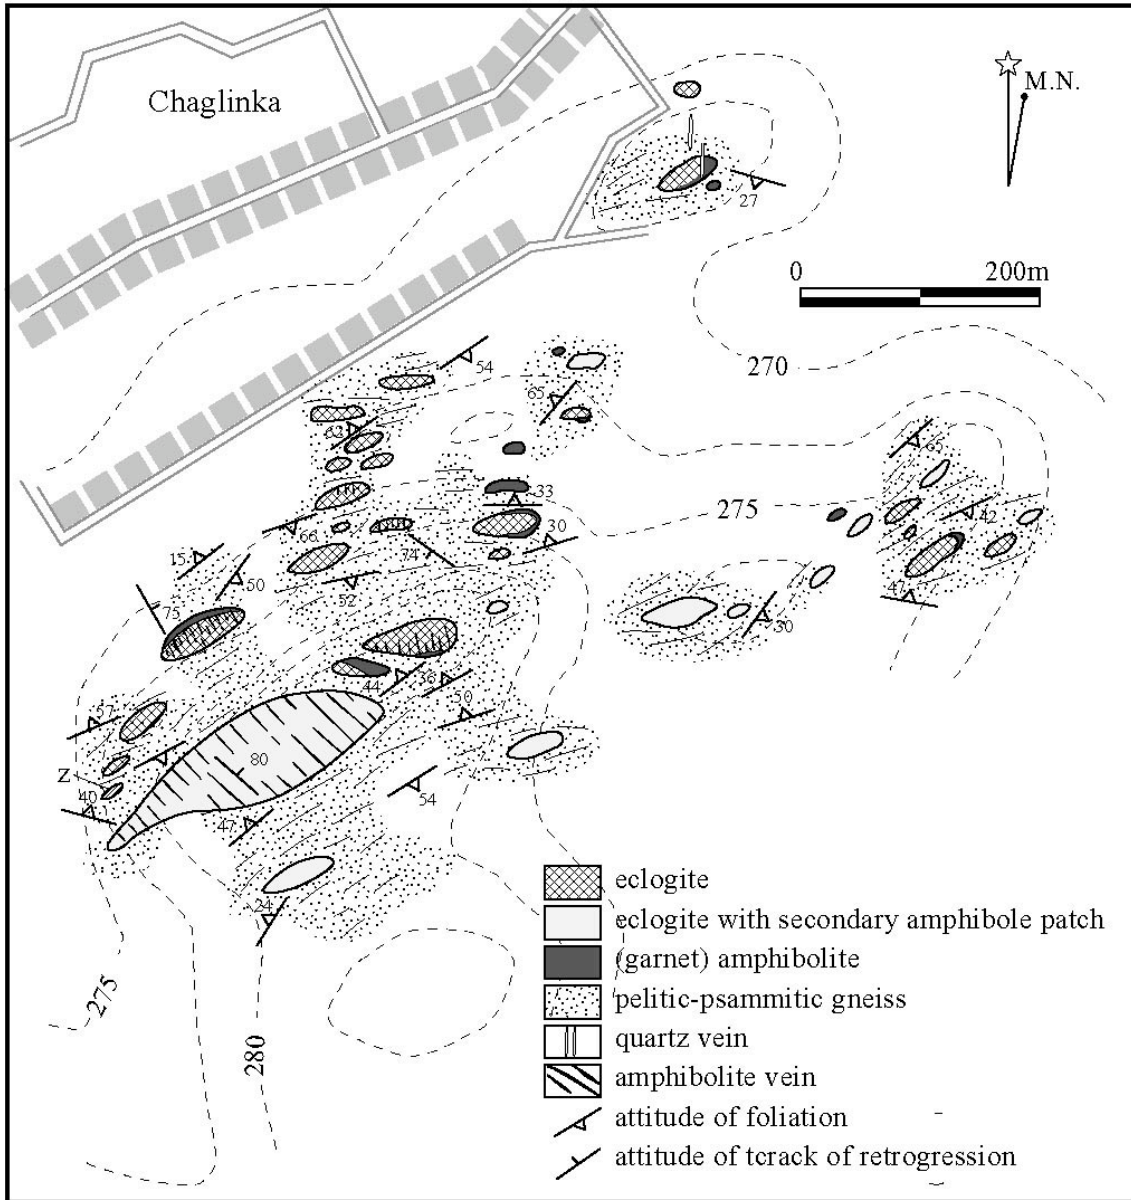 Chaglinka
M.N.
27
0 200m
54
270
65
62
65
33
275
42
66
30
15
74
50
52
47
75
30
36
44
50
57
80
Z
40
54
47
eclogite
24
eclogite with secondary amphibole patch
(garnet) amphibolite
275
pelitic-psammitic gneiss
280
quartz vein
amphibolite vein
attitude of foliation
attitude of tcrack of retrogression